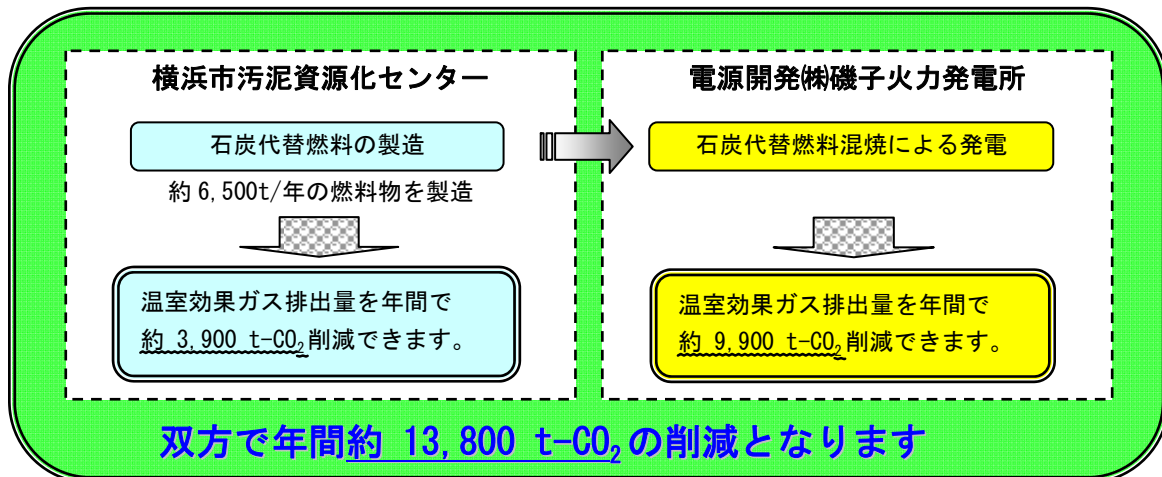 横浜市汚泥資源化センター
石炭代替燃料の製造
約 6,500t/年の燃料物を製造
温室効果ガス排出量を年間で
約 3,900 t-CO₂削減できます。
電源開発㈱磯子火力発電所
石炭代替燃料混焼による発電
温室効果ガス排出量を年間で
約 9,900 t-CO₂削減できます。
双方で年間約 13,800 t-CO₂の削減となります